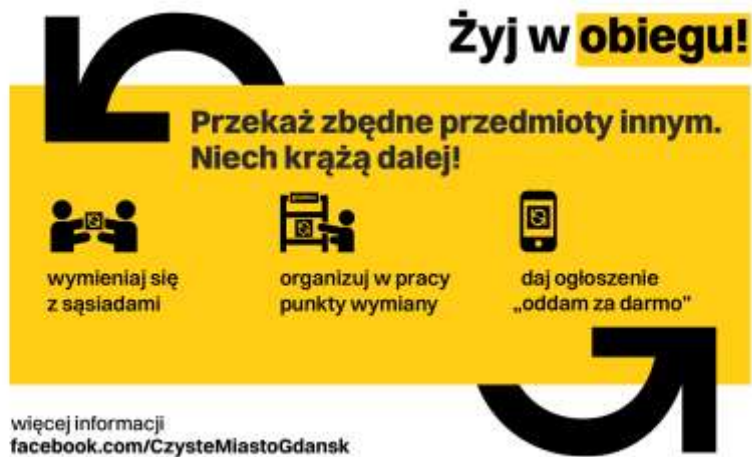 Żyj w obiegu!
Przekaż zbędne przedmioty innym.
Niech krążą dalej!
wymieniaj się
z sąsiadami
organizuj w pracy
punkty wymiany
daj ogłoszenie
„oddam za darmo”
więcej informacji
facebook.com/CzysteMiastoGdansk